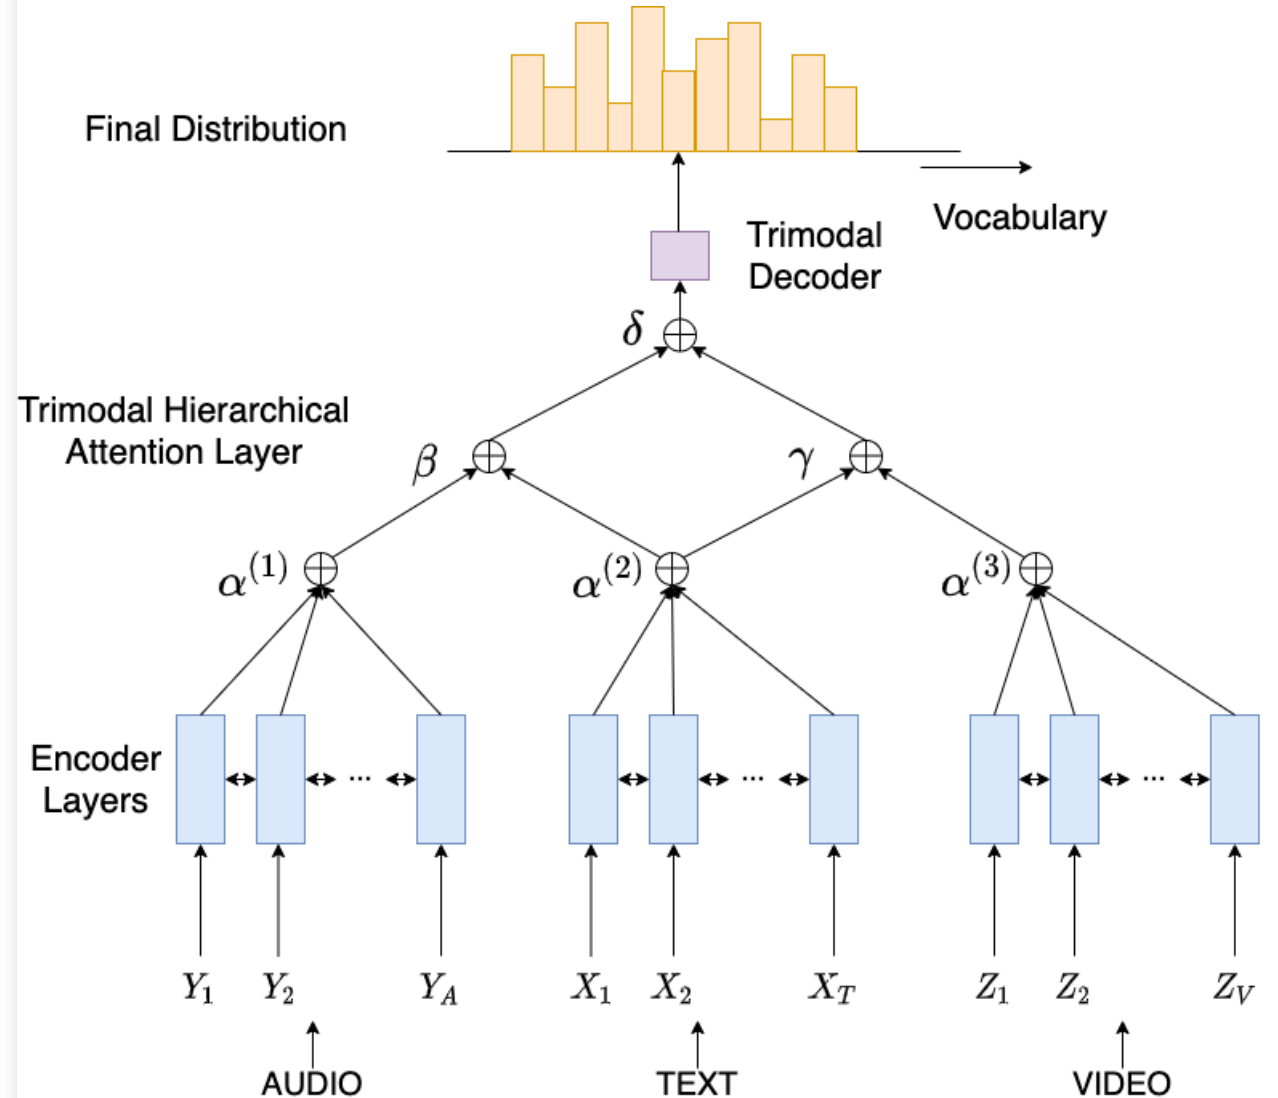 Final Distribution
Vocabulary
Trimodal
Decoder
δ
Trimodal Hierarchical
Attention Layer
β
γ
α(1)
α(2)
α(3)
Encoder
Layers
...
...
...
Y1
Y2
YA
X1
X2
XT
Z1
Z2
ZV
AUDIO
TEXT
VIDEO